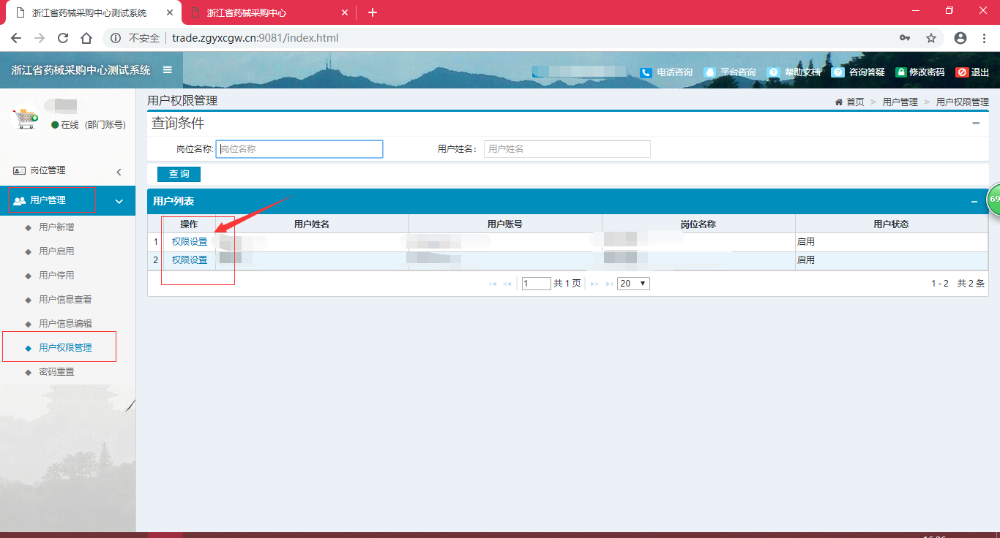 浙江省药械采购中心测试系统
浙江省药械采购中心
不安全 trade.zgyxcgw.cn:9081/index.html
浙江省药械采购中心测试系统
电话咨询 平台咨询 帮助文档 咨询答疑 修改密码 退出
在线 (部门账号)
岗位管理
用户管理
用户新增
用户启用
用户停用
用户信息查看
用户信息编辑
用户权限管理
密码重置
用户权限管理
首页 > 用户管理 > 用户权限管理
查询条件
岗位名称: 岗位名称 用户姓名: 用户姓名
查询
用户列表
操作 用户姓名 用户账号 岗位名称 用户状态
1 权限设置 启用
2 权限设置 启用
1 共 1 页 20 1 - 2 共 2 条
69